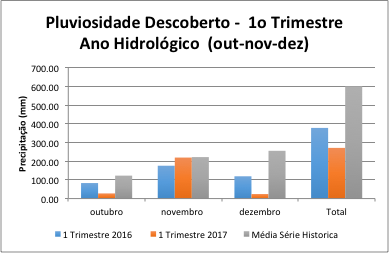 Pluviosidade Descoberto - 1o Trimestre
Ano Hidrológico (out-nov-dez)
Precipitação (mm)
700.00
600.00
500.00
400.00
300.00
200.00
100.00
0.00
outubro novembro dezembro Total
1 Trimestre 2016 1 Trimestre 2017 Média Série Historica